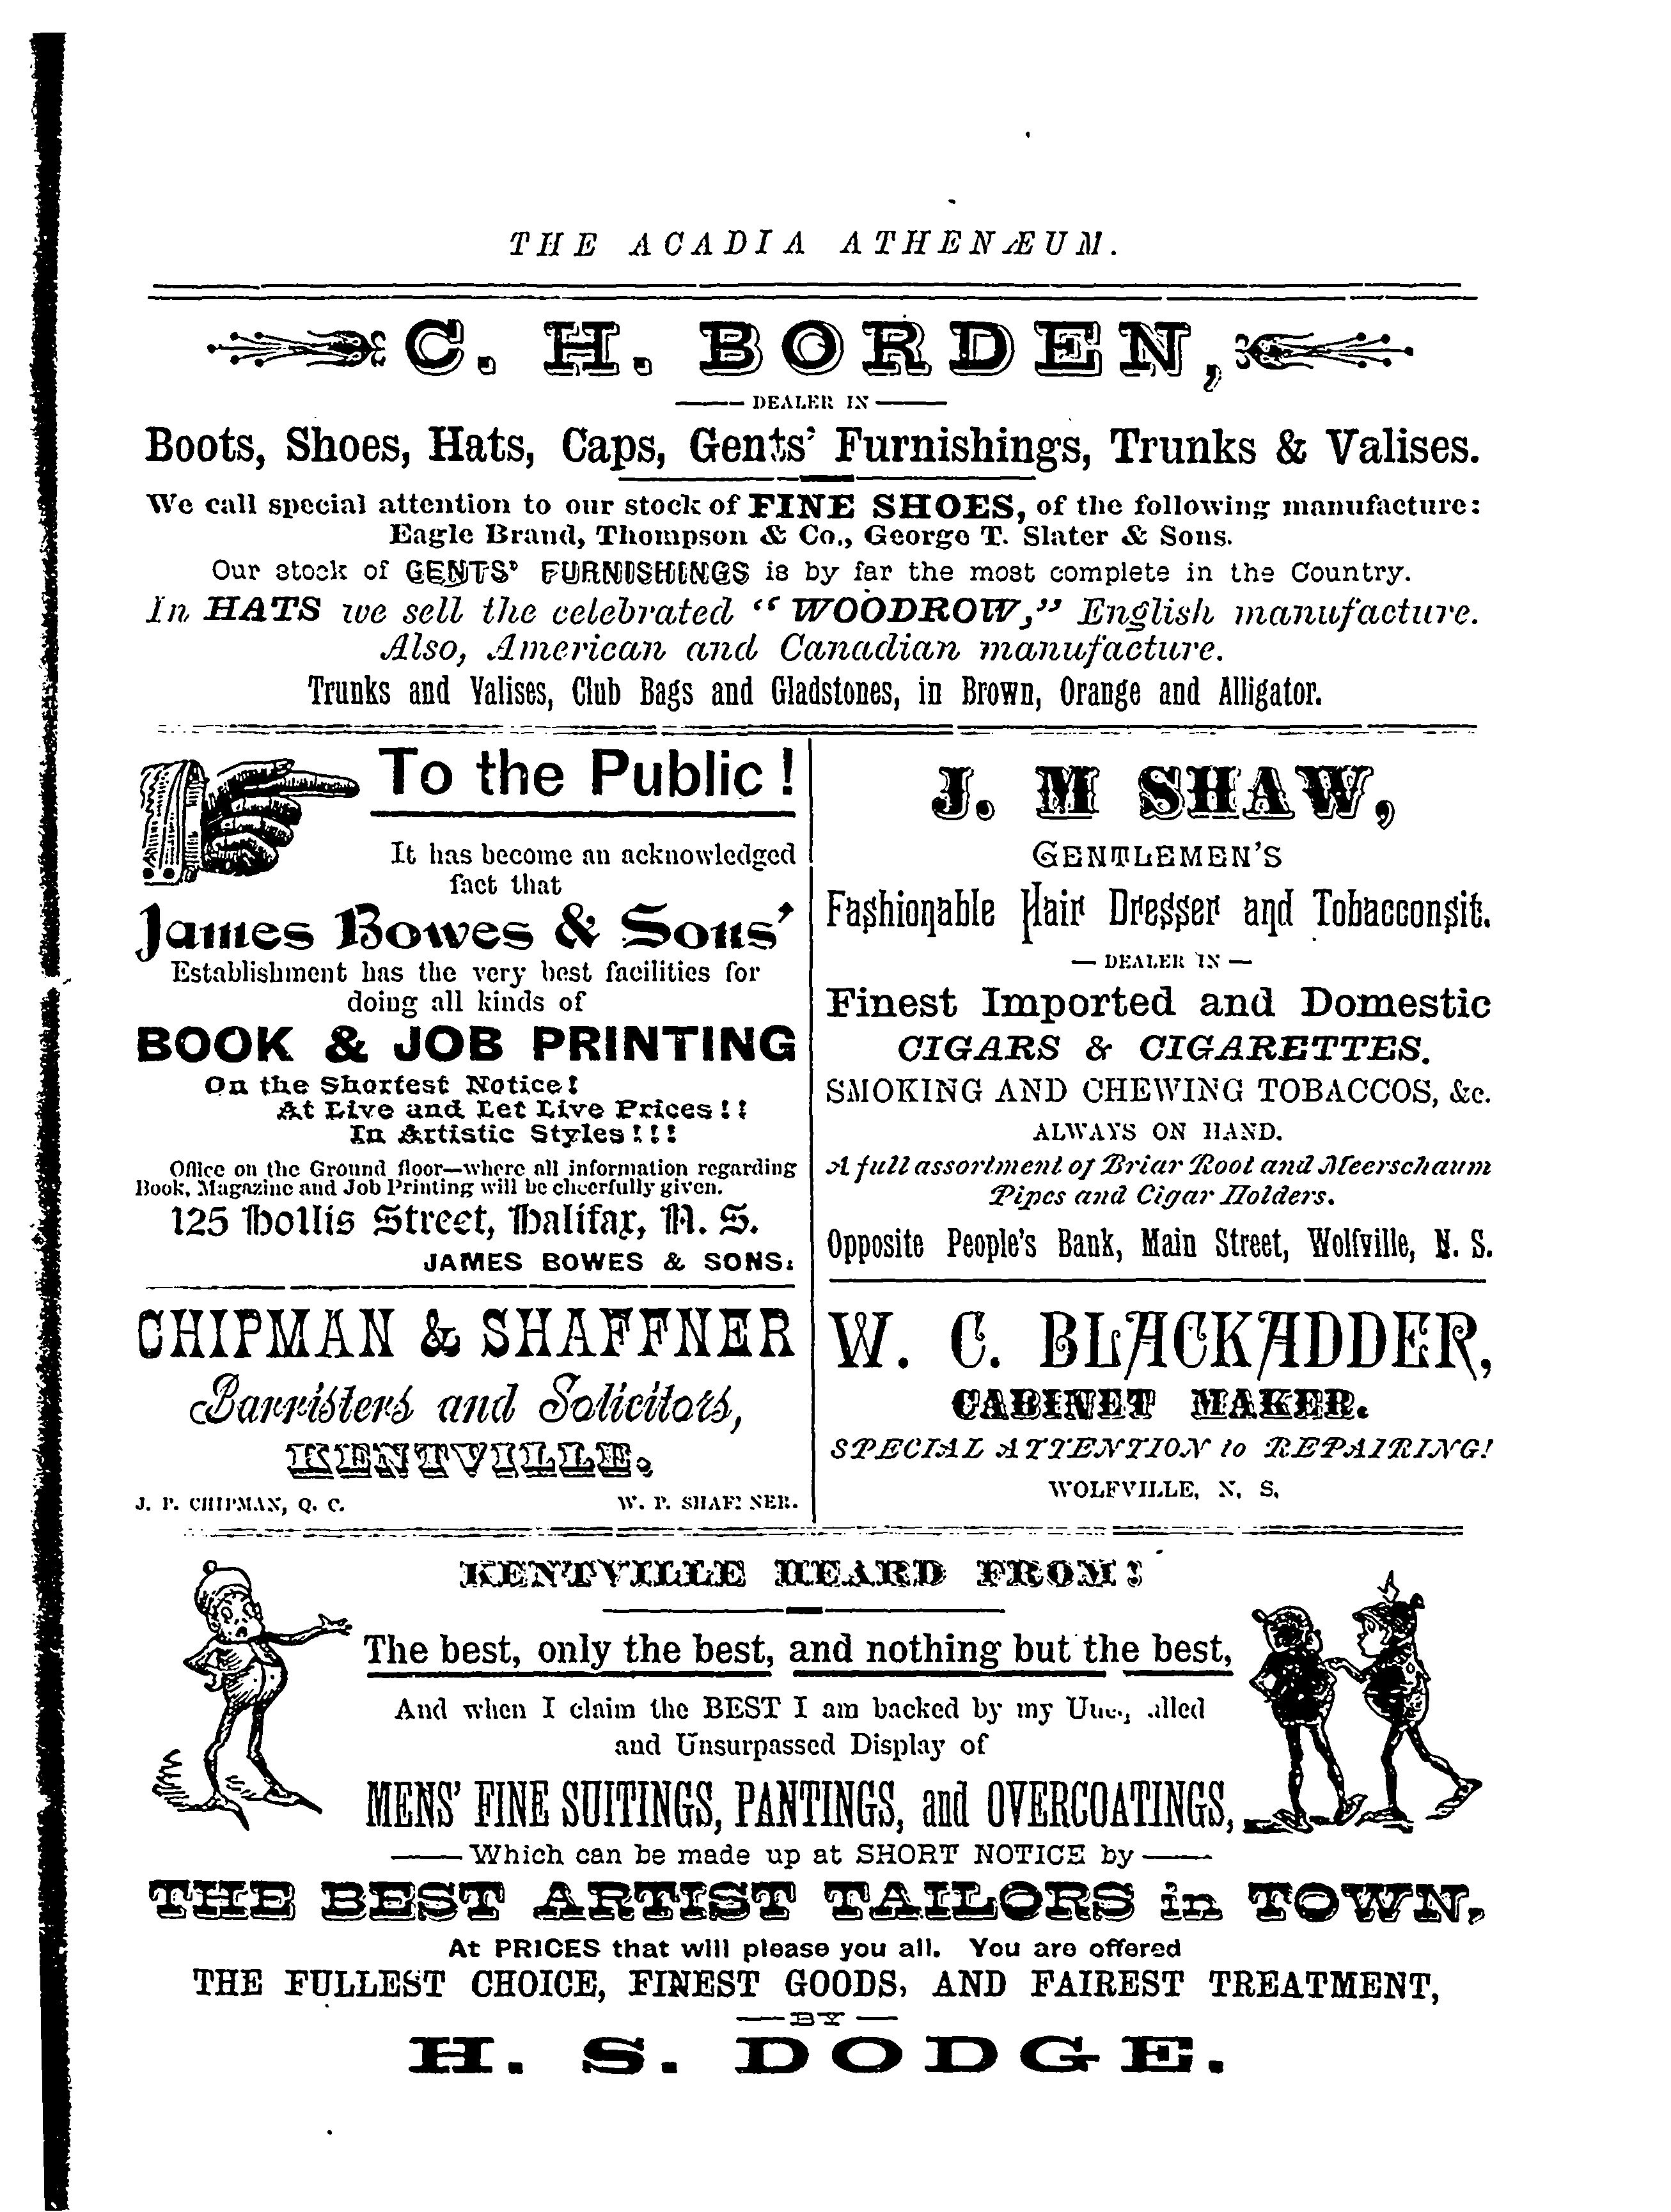 THE ACADIA ATHENÆUM.
C. H. BORDEN,
DEALER IN
Boots, Shoes, Hats, Caps, Gents' Furnishings, Trunks & Valises.
We call special attention to our stock of FINE SHOES, of the following manufacture:
Eagle Brand, Thompson & Co., George T. Slater & Sons.
Our stock of GENTS' FURNISHINGS is by far the most complete in the Country.
In HATS we sell the celebrated "WOODROW," English manufacture.
Also, American and Canadian manufacture.
Trunks and Valises, Club Bags and Gladstones, in Brown, Orange and Alligator.
To the Public!
It has become an acknowledged
fact that
James Bowes & Sons'
Establishment has the very best facilities for
doing all kinds of
BOOK & JOB PRINTING
On the Shortest Notice!
At Live and Let Live Prices!!
In Artistic Styles!!!
Office on the Ground floor—where all information regarding
Book, Magazine and Job Printing will be cheerfully given.
125 Hollis Street, Halifax, N. S.
JAMES BOWES & SONS.
CHIPMAN & SHAFFNER
Barristers and Solicitors,
KENTVILLE.
J. P. CHIPMAN, Q. C. W. P. SHAFFNER.
J. M SHAW,
GENTLEMEN'S
Fashionable Hair Dresser and Tobacconsit.
— DEALER IN —
Finest Imported and Domestic
CIGARS & CIGARETTES.
SMOKING AND CHEWING TOBACCOS, &c.
ALWAYS ON HAND.
A full assortment of Briar Root and Meerschaum
Pipes and Cigar Holders.
Opposite People's Bank, Main Street, Wolfville, N. S.
W. C. BLACKADDER,
CABINET MAKER.
SPECIAL ATTENTION to REPAIRING!
WOLFVILLE, N. S.
KENTVILLE HEARD FROM!
The best, only the best, and nothing but the best,
And when I claim the BEST I am backed by my
and Unsurpassed Display of
MENS' FINE SUITINGS, PANTINGS, and OVERCOATINGS,
Which can be made up at SHORT NOTICE by
THE BEST ARTIST TAILORS in TOWN,
At PRICES that will please you all. You are offered
THE FULLEST CHOICE, FINEST GOODS, AND FAIREST TREATMENT,
— BY —
H. S. DODGE.